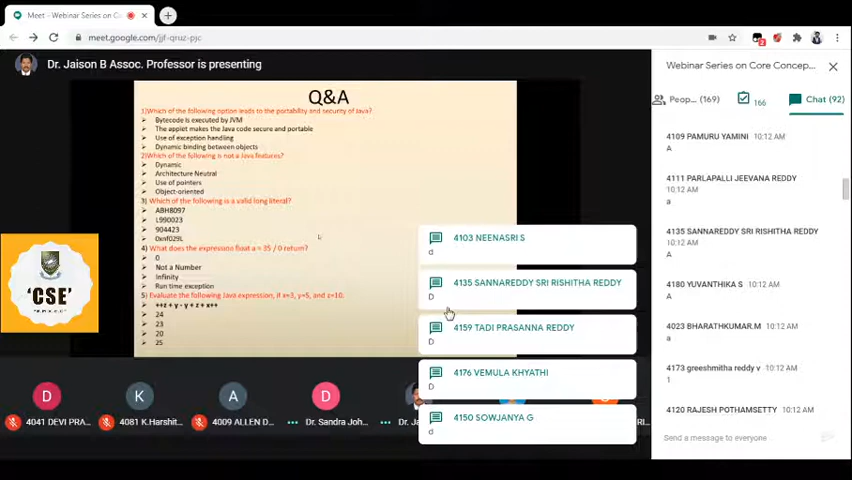 Meet - Webinar Series on Co
meet.google.com/jjf-qruz-pjc
2
Dr. Jaison B Assoc. Professor is presenting
Q&A
1)Which of the following option leads to the portability and security of Java?
Bytecode is executed by JVM
The applet makes the Java code secure and portable
Use of exception handling
Dynamic binding between objects
2)Which of the following is not a Java features?
Dynamic
Architecture Neutral
Use of pointers
Object-oriented
3) Which of the following is a valid long literal?
ABH8097
L990023
904423
0xnf029L
4) What does the expression float a = 35 / 0 return?
0
Not a Number
Infinity
Run time exception
5) Evaluate the following Java expression, if x=3, y=5, and z=10:
++z + y - y + z + x++
24
23
20
25
'CSE'
4103 NEENASRI S
d
4135 SANNAREDDY SRI RISHITHA REDDY
D
4159 TADI PRASANNA REDDY
D
4176 VEMULA KHYATHI
D
4150 SOWJANYA G
d
D
K
A
D
4041 DEVI PRA...
4081 K.Harshit...
4009 ALLEN D...
Dr. Sandra Joh...
Dr. Ja
RI...
Webinar Series on Core Concep...
Peop... (169)
166
Chat (92)
4109 PAMURU YAMINI 10:12 AM
A
4111 PARLAPALLI JEEVANA REDDY
10:12 AM
a
4135 SANNAREDDY SRI RISHITHA REDDY
10:12 AM
A
4180 YUVANTHIKA S 10:12 AM
A
4023 BHARATHKUMAR.M 10:12 AM
a
4173 greeshmitha reddy v 10:12 AM
1
4120 RAJESH POTHAMSETTY 10:12 AM
Send a message to everyone